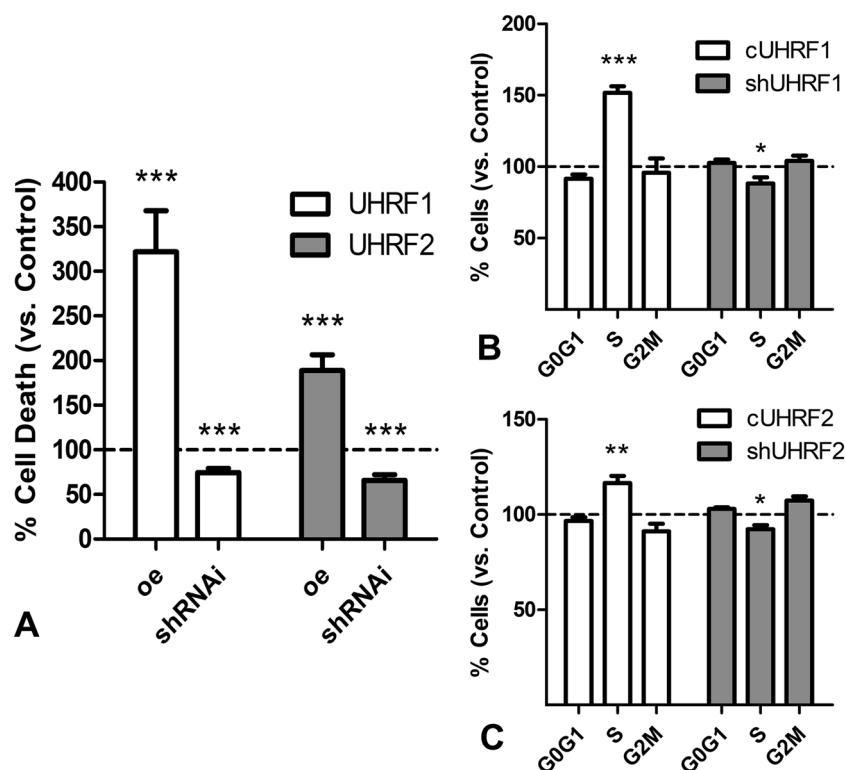 % Cell Death (vs. Control)
400
350
300
250
200
150
100
50
0
***
***
***
***
UHRF1
UHRF2
oe
shRNAi
oe
shRNAi
A
% Cells (vs. Control)
200
150
100
50
***
*
cUHRF1
shUHRF1
G0G1
S
G2M
G0G1
S
G2M
B
% Cells (vs. Control)
150
100
50
**
*
cUHRF2
shUHRF2
G0G1
S
G2M
G0G1
S
G2M
C